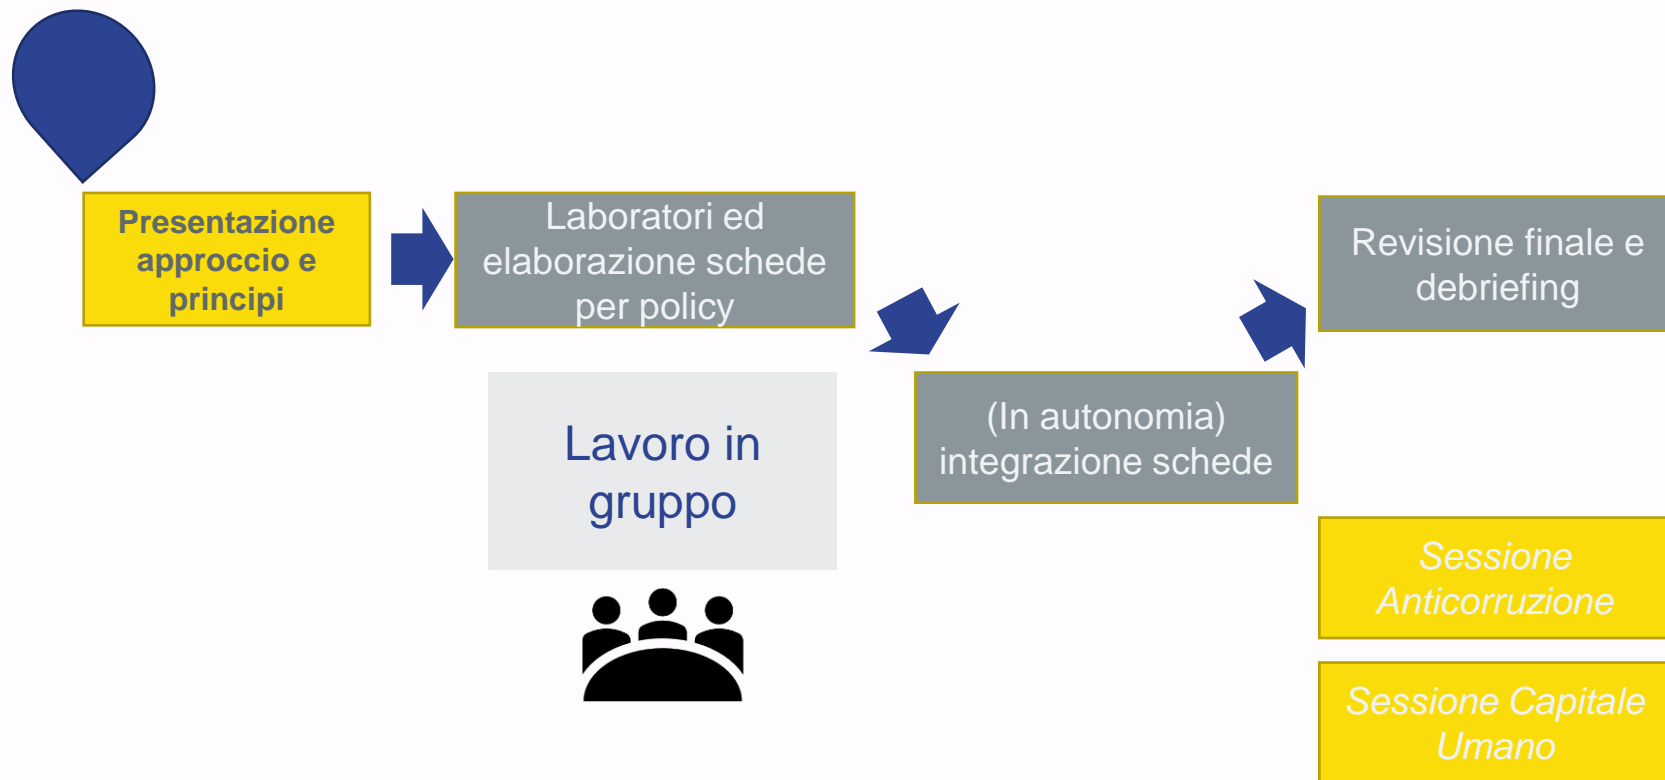 Presentazione
approccio e
principi
Laboratori ed
elaborazione schede
per policy
Lavoro in
gruppo
(In autonomia)
integrazione schede
Revisione finale e
debriefing
Sessione
Anticorruzione
Sessione Capitale
Umano